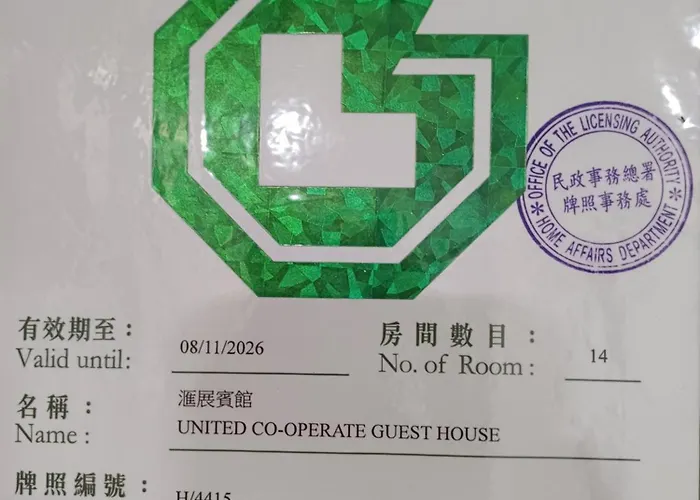 OFFICE OF THE LICENSING AUTHORITY
民政事務總署
牌照事務處
* HOME AFFAIRS DEPARTMENT *
有效期至：
Valid until:
08/11/2026
房間數目：
No. of Room :
14
名稱：
Name :
滙展賓館
UNITED CO-OPERATE GUEST HOUSE
牌照編號：
H/4415